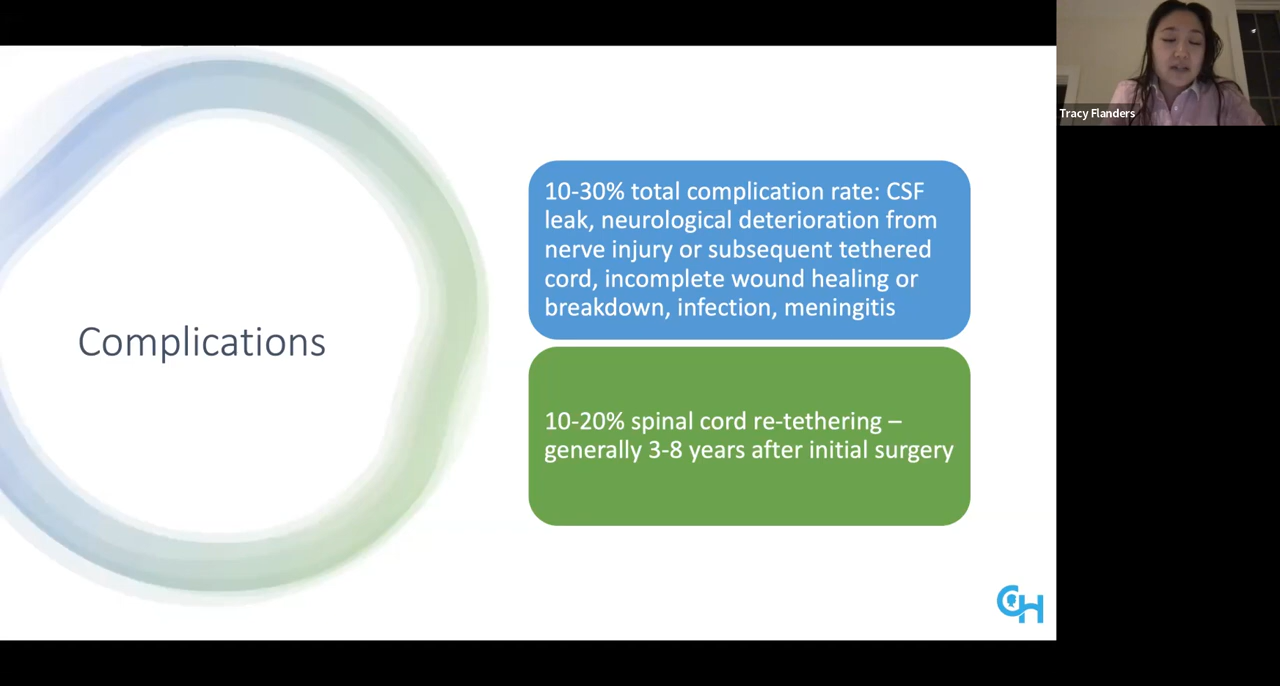 Tracy Flanders
Complications
10-30% total complication rate: CSF
leak, neurological deterioration from
nerve injury or subsequent tethered
cord, incomplete wound healing or
breakdown, infection, meningitis
10-20% spinal cord re-tethering –
generally 3-8 years after initial surgery
CH